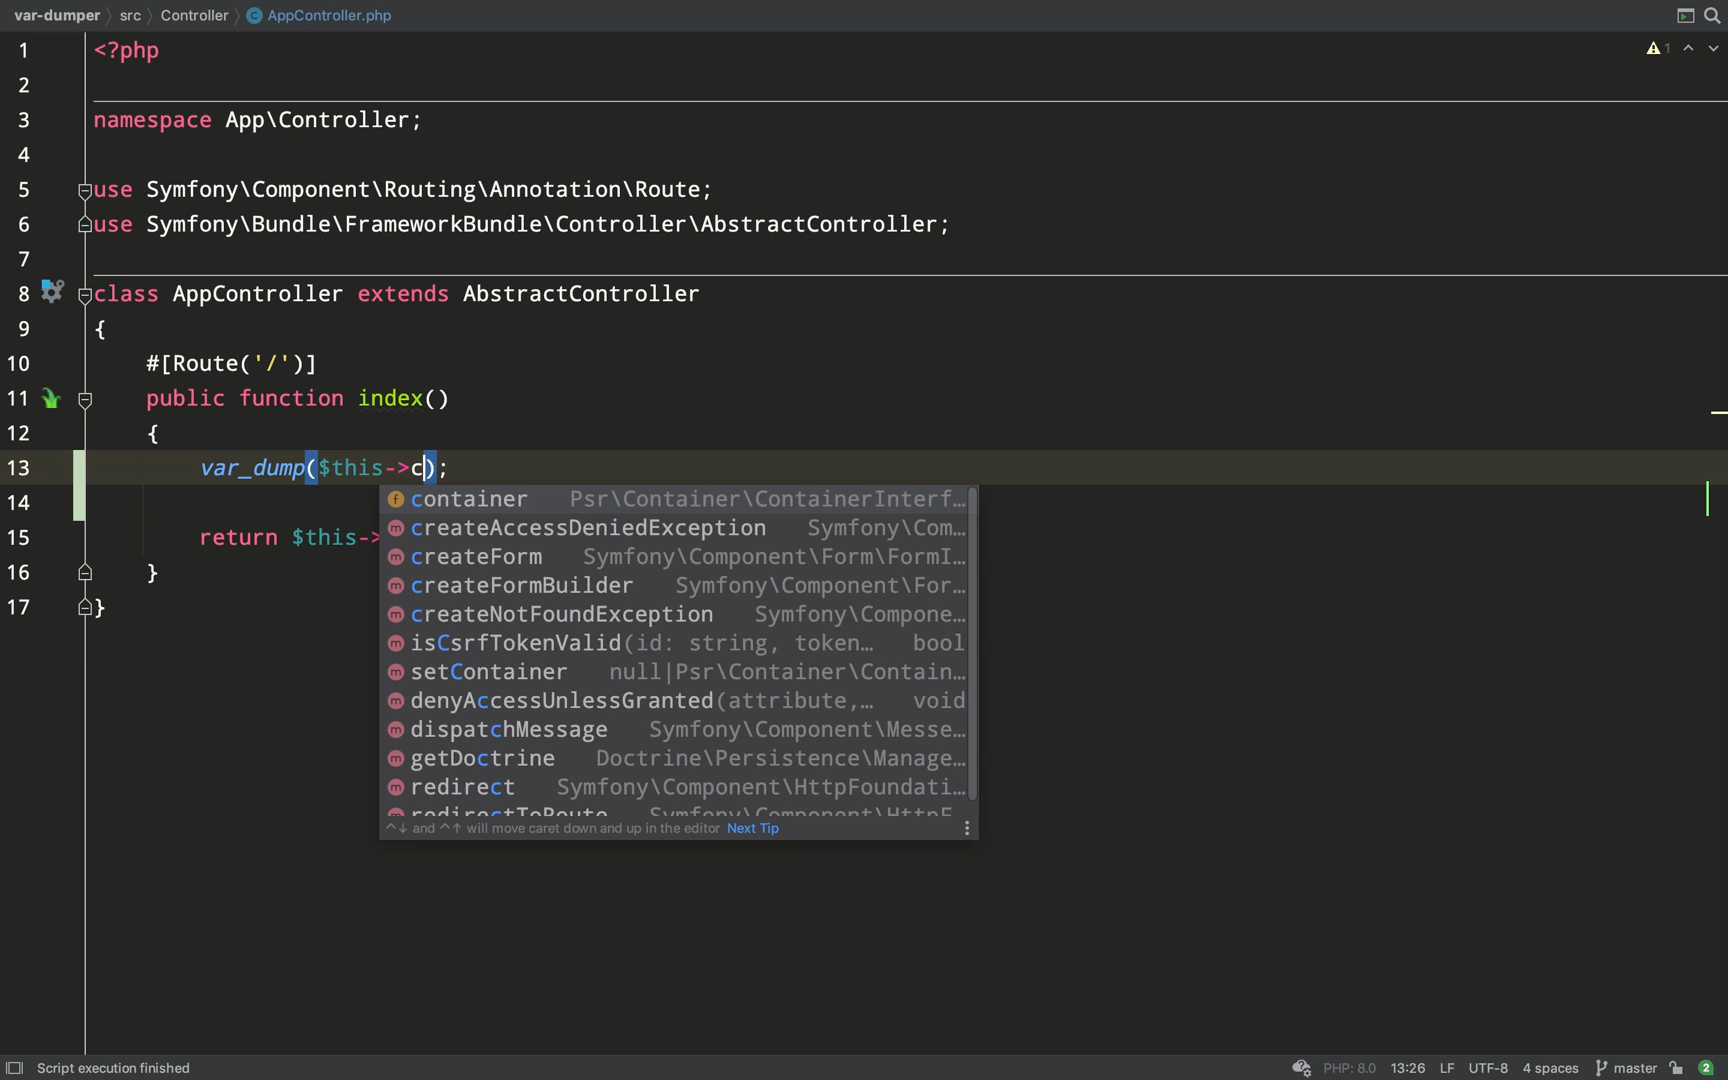 var-dumper src Controller C AppController.php
1 <?php 1
2
3 namespace App\Controller;
4
5 use Symfony\Component\Routing\Annotation\Route;
6 use Symfony\Bundle\FrameworkBundle\Controller\AbstractController;
7
8 class AppController extends AbstractController
9 {
10 #[Route('/')]
11 public function index()
12 {
13 var_dump($this->c);
f container Psr\Container\ContainerInterf…
14
m createAccessDeniedException Symfony\Com…
15 return $this->
m createForm Symfony\Component\Form\FormI…
16 }
m createFormBuilder Symfony\Component\For…
17 }
m createNotFoundException Symfony\Compone…
m isCsrfTokenValid(id: string, token… bool
m setContainer null|Psr\Container\Contain…
m denyAccessUnlessGranted(attribute,… void
m dispatchMessage Symfony\Component\Messe…
m getDoctrine Doctrine\Persistence\Manage…
m redirect Symfony\Component\HttpFoundati…
m redirectToRoute Symfony\Component\HttpF
^↓ and ^↑ will move caret down and up in the editor Next Tip
Script execution finished PHP: 8.0 13:26 LF UTF-8 4 spaces master 2